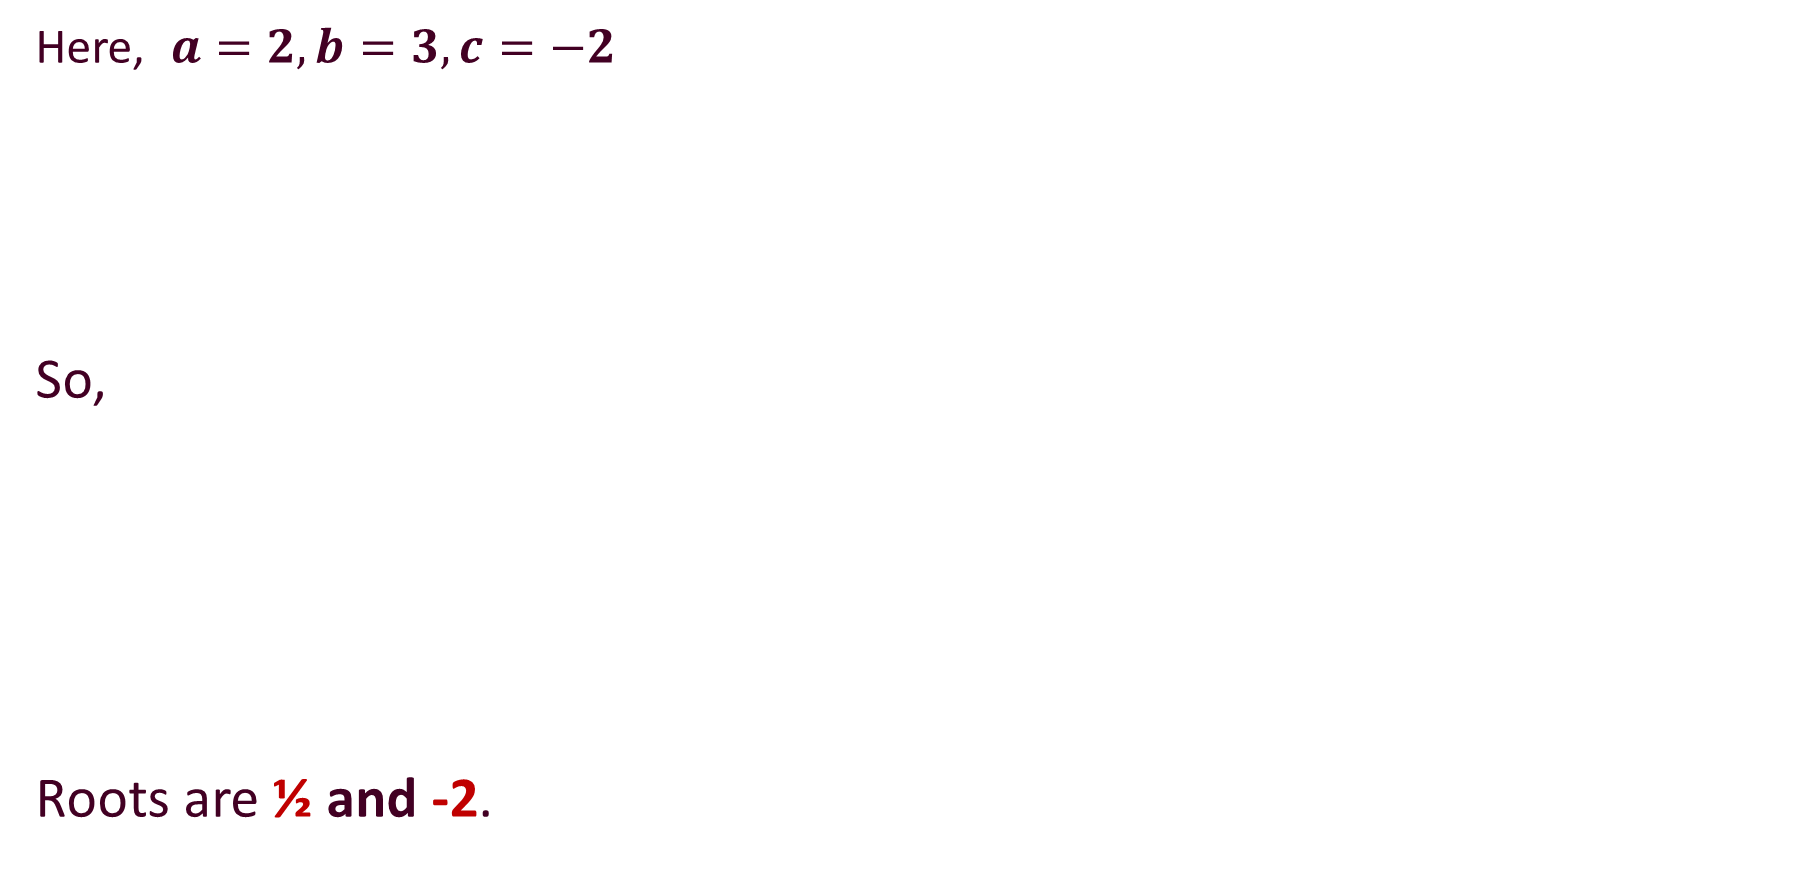 Here, a = 2, b = 3, c = −2
So,
Roots are ½ and -2.